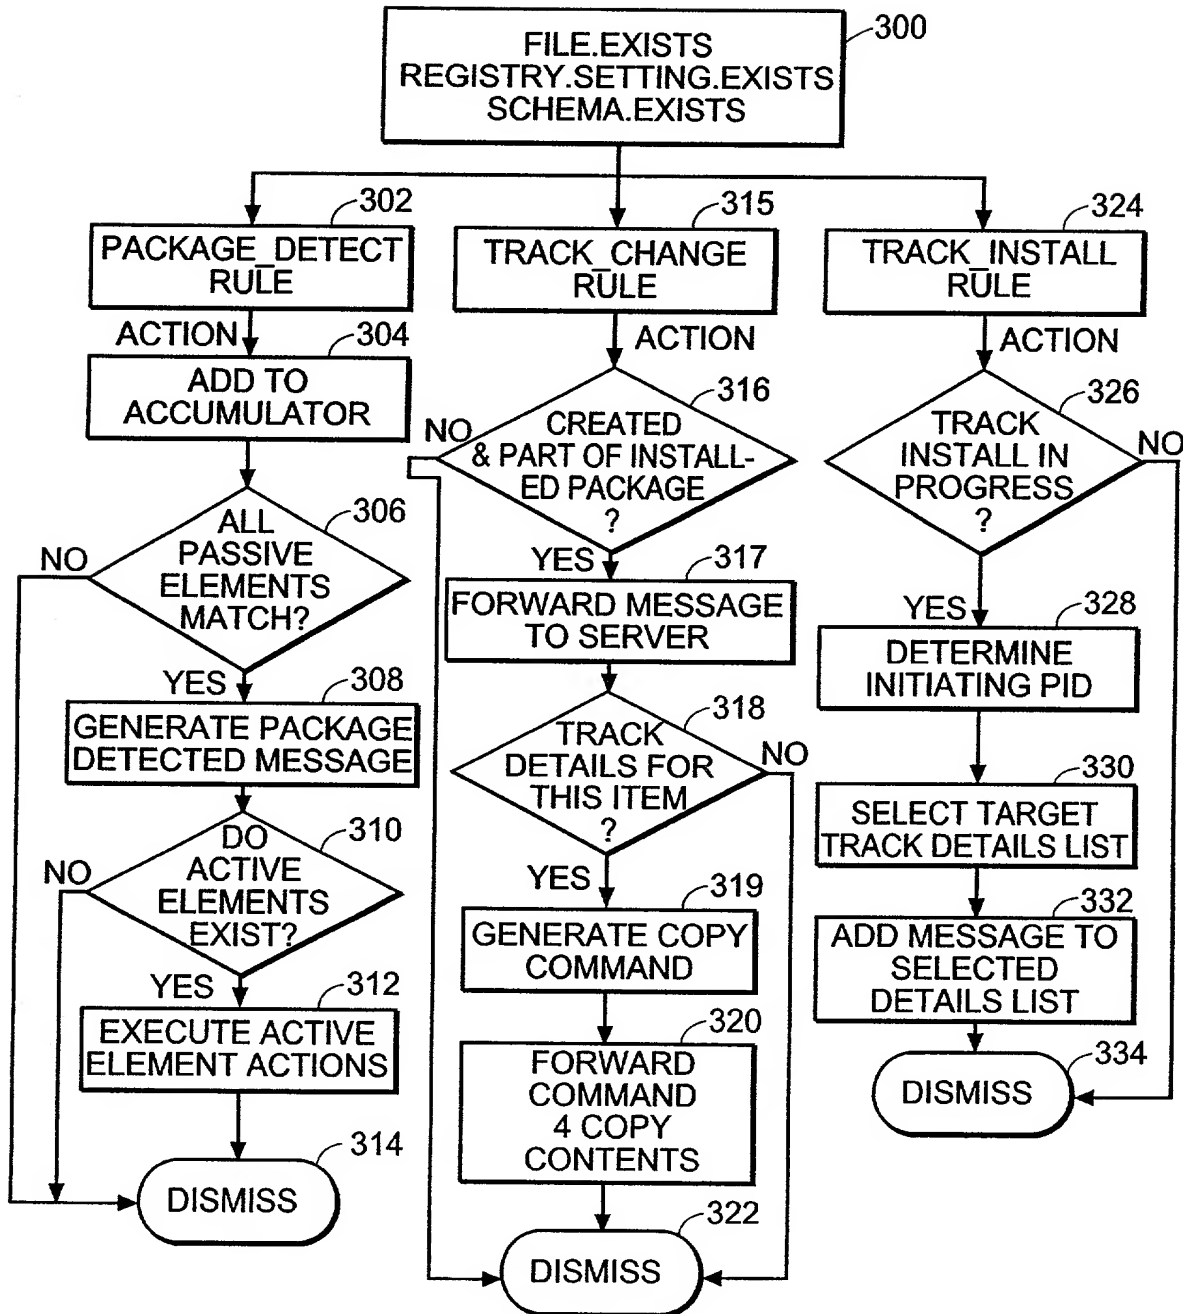 300
FILE.EXISTS
REGISTRY.SETTING.EXISTS
SCHEMA.EXISTS
302
PACKAGE_DETECT
RULE
ACTION
304
ADD TO
ACCUMULATOR
306
ALL
PASSIVE
ELEMENTS
MATCH?
NO
YES
308
GENERATE PACKAGE
DETECTED MESSAGE
310
DO
ACTIVE
ELEMENTS
EXIST?
NO
YES
312
EXECUTE ACTIVE
ELEMENT ACTIONS
314
DISMISS
315
TRACK_CHANGE
RULE
ACTION
316
NO
CREATED
& PART OF INSTALL-
ED PACKAGE
?
YES
317
FORWARD MESSAGE
TO SERVER
318
TRACK
DETAILS FOR
THIS ITEM
?
NO
YES
319
GENERATE COPY
COMMAND
320
FORWARD
COMMAND
4 COPY
CONTENTS
322
DISMISS
324
TRACK_INSTALL
RULE
ACTION
326
TRACK
INSTALL IN
PROGRESS
?
NO
YES
328
DETERMINE
INITIATING PID
330
SELECT TARGET
TRACK DETAILS LIST
332
ADD MESSAGE TO
SELECTED
DETAILS LIST
334
DISMISS